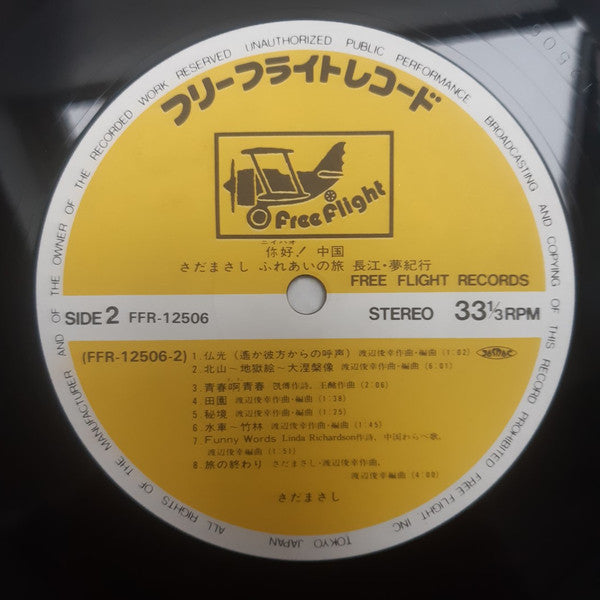 ALL RIGHTS OF THE MANUFACTURER AND OF THE OWNER OF THE RECORDED WORK RESERVED UNAUTHORIZED PUBLIC PERFORMANCE BROADCASTING AND COPYING OF THIS RECORD PROHIBITED FREE FLIGHT INC TOKYO JAPAN
フリーフライトレコード
Free Flight
ニイハオ
你好! 中国
さだまさし ふれあいの旅 長江・夢紀行
FREE FLIGHT RECORDS
SIDE 2 FFR-12506 STEREO 33⅓ RPM
(FFR-12506-2)
JASRAC
1. 仏光 (遥か彼方からの呼声) 渡辺俊幸作曲・編曲 (1:02)
2. 北山〜地獄絵〜大涅槃像 渡辺俊幸作曲・編曲 (6:01)
3. 青春啊青春 凱傅作詩、王酩作曲 (2:06)
4. 田園 渡辺俊幸作曲・編曲 (1:38)
5. 秘境 渡辺俊幸作曲・編曲 (1:25)
6. 水車〜竹林 渡辺俊幸作曲・編曲 (1:45)
7 Funny Words Linda Richardson作詩, 中国わらべ歌,
渡辺俊幸編曲 (1:51)
8. 旅の終わり さだまさし・渡辺俊幸作曲,
渡辺俊幸編曲 (4:00)
さだまさし